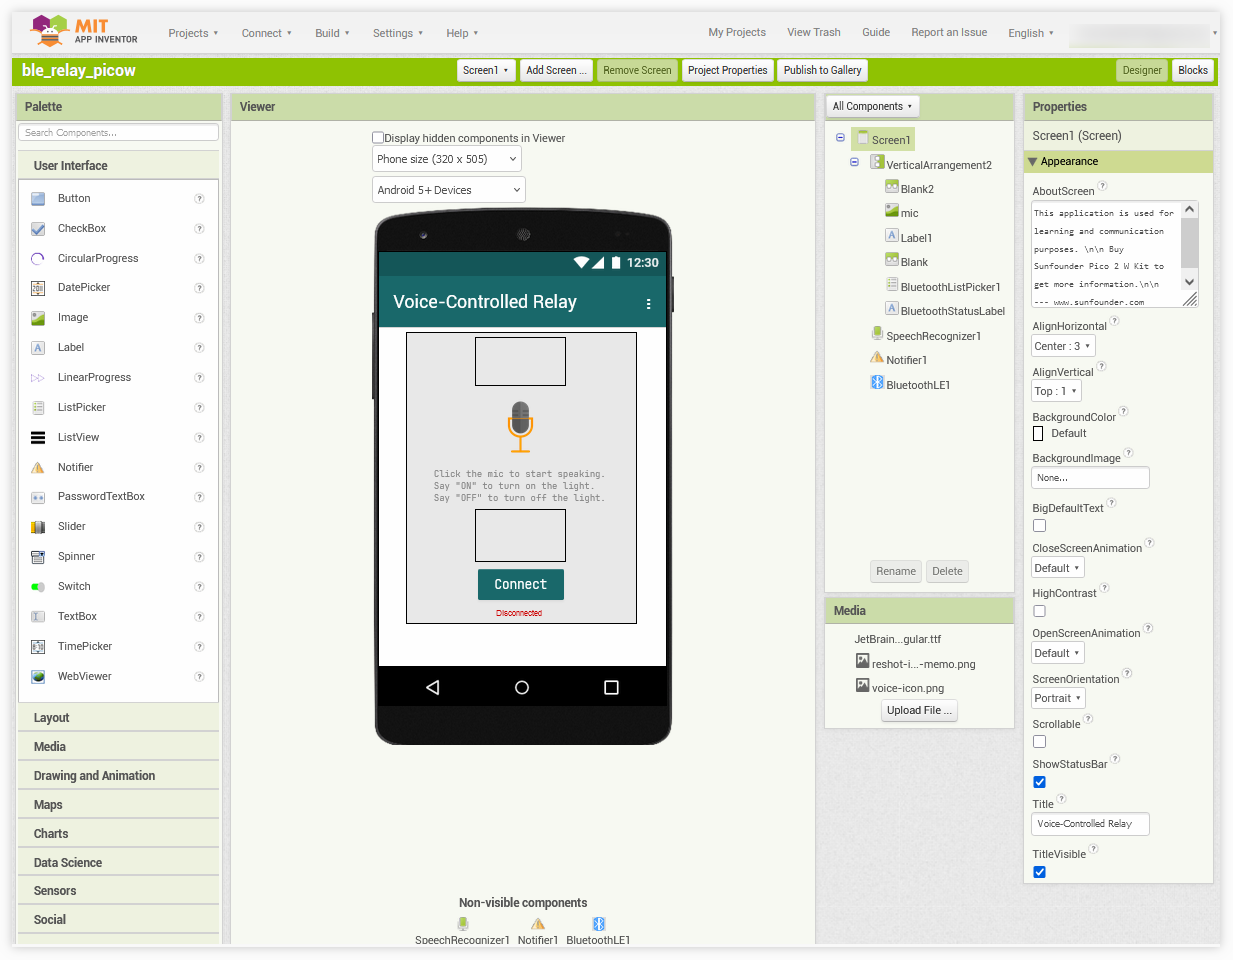 MIT
APP INVENTOR
Projects
Connect
Build
Settings
Help
My Projects
View Trash
Guide
Report an Issue
English
ble_relay_picow
Screen1
Add Screen ...
Remove Screen
Project Properties
Publish to Gallery
Designer
Blocks
Palette
Search Components...
User Interface
Button ?
CheckBox ?
CircularProgress ?
DatePicker ?
Image ?
Label ?
LinearProgress ?
ListPicker ?
ListView ?
Notifier ?
PasswordTextBox ?
Slider ?
Spinner ?
Switch ?
TextBox ?
TimePicker ?
WebViewer ?
Layout
Media
Drawing and Animation
Maps
Charts
Data Science
Sensors
Social
Viewer
Display hidden components in Viewer
Phone size (320 x 505)
Android 5+ Devices
12:30
Voice-Controlled Relay
Click the mic to start speaking.
Say "ON" to turn on the light.
Say "OFF" to turn off the light.
Connect
Disconnected
Non-visible components
SpeechRecognizer1 Notifier1 BluetoothLE1
All Components
Screen1
VerticalArrangement2
Blank2
mic
Label1
Blank
BluetoothListPicker1
BluetoothStatusLabel
SpeechRecognizer1
Notifier1
BluetoothLE1
Rename
Delete
Media
JetBrain...gular.ttf
reshot-i...-memo.png
voice-icon.png
Upload File ...
Properties
Screen1 (Screen)
Appearance
AboutScreen ?
This application is used for
learning and communication
purposes. \n\n Buy
Sunfounder Pico 2 W Kit to
get more information.\n\n
--- www.sunfounder.com
AlignHorizontal ?
Center : 3
AlignVertical ?
Top : 1
BackgroundColor ?
Default
BackgroundImage ?
None...
BigDefaultText ?
CloseScreenAnimation ?
Default
HighContrast ?
OpenScreenAnimation ?
Default
ScreenOrientation ?
Portrait
Scrollable ?
ShowStatusBar ?
Title ?
Voice-Controlled Relay
TitleVisible ?